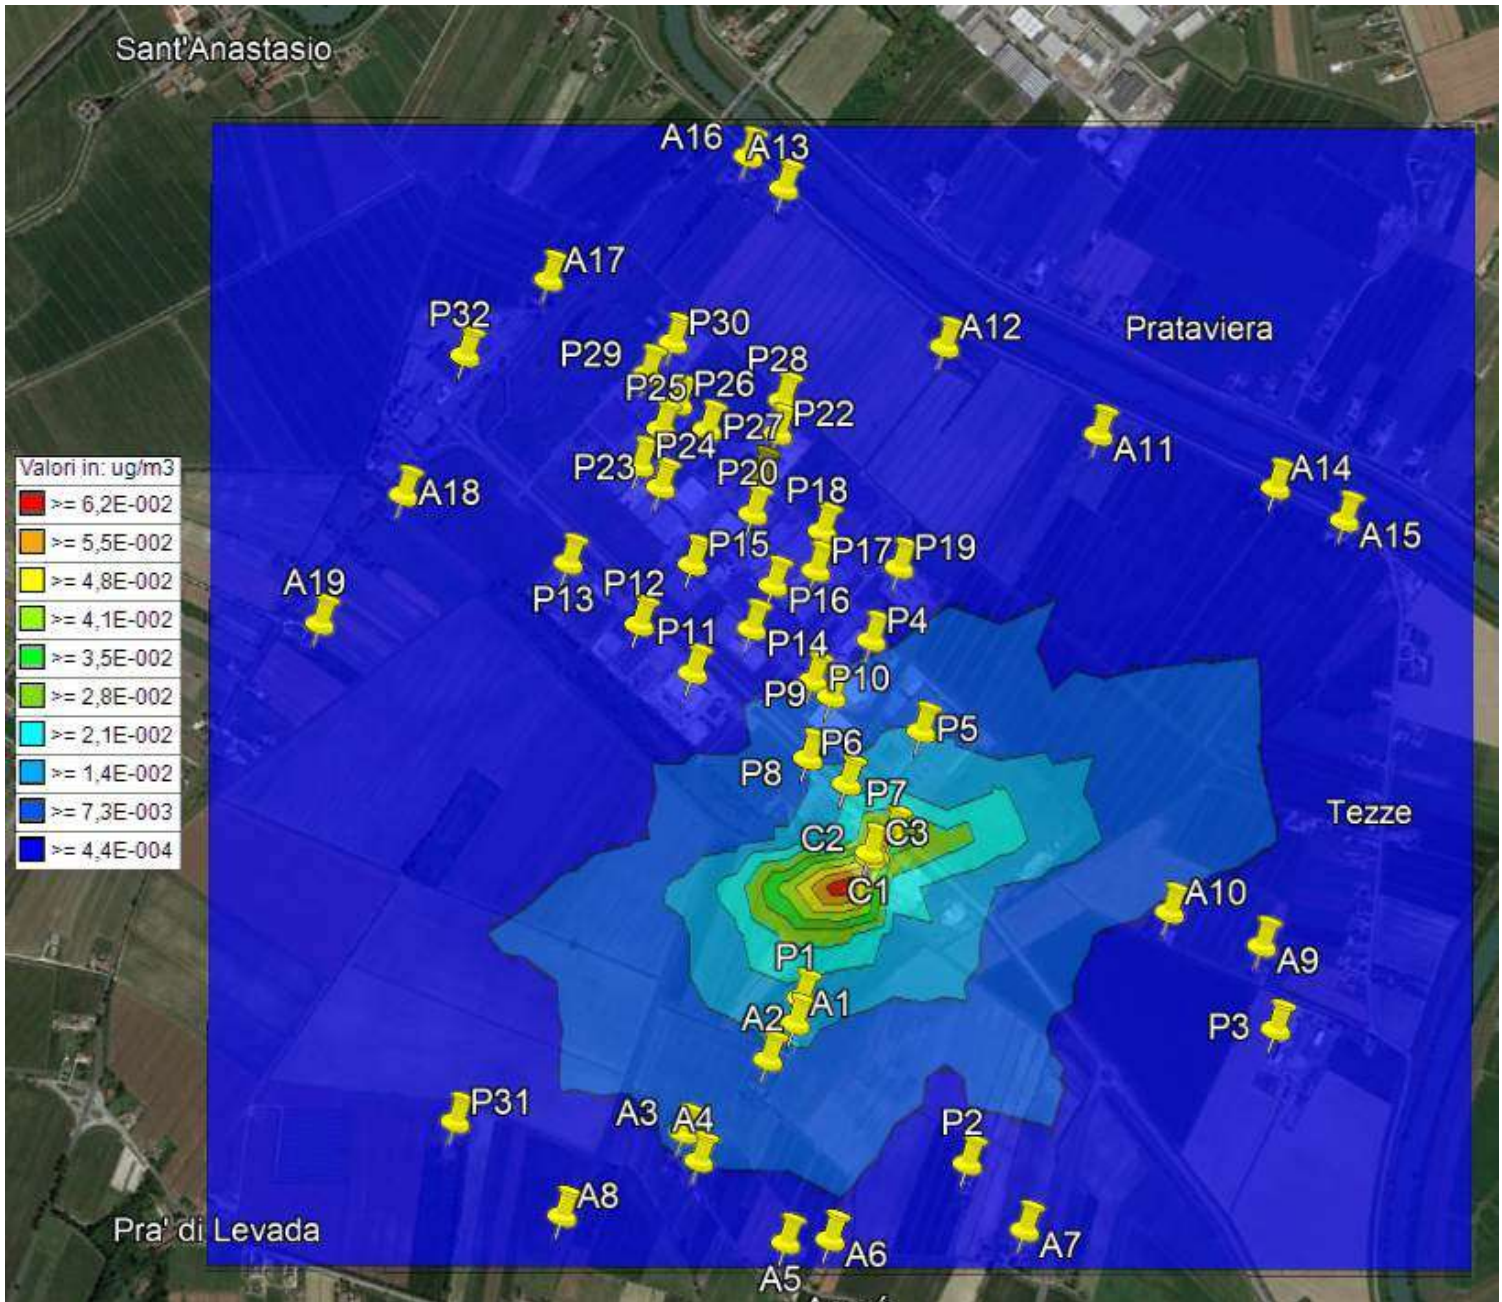 Sant'Anastasio
A16
A13
A17
P32
P30
A12
Prataviera
P29
P28
P25
P26
P22
P27
A11
P24
P23
P20
A14
Valori in: ug/m3
>= 6,2E-002
>= 5,5E-002
>= 4,8E-002
>= 4,1E-002
>= 3,5E-002
>= 2,8E-002
>= 2,1E-002
>= 1,4E-002
>= 7,3E-003
>= 4,4E-004
A18
P18
A15
P15
P17
P19
A19
P12
P13
P16
P4
P11
P14
P10
P9
P5
P6
P8
P7
Tezze
C2
C3
C1
A10
P1
A9
A1
A2
P3
P31
A3
A4
P2
A8
Pra' di Levada
A7
A6
A5